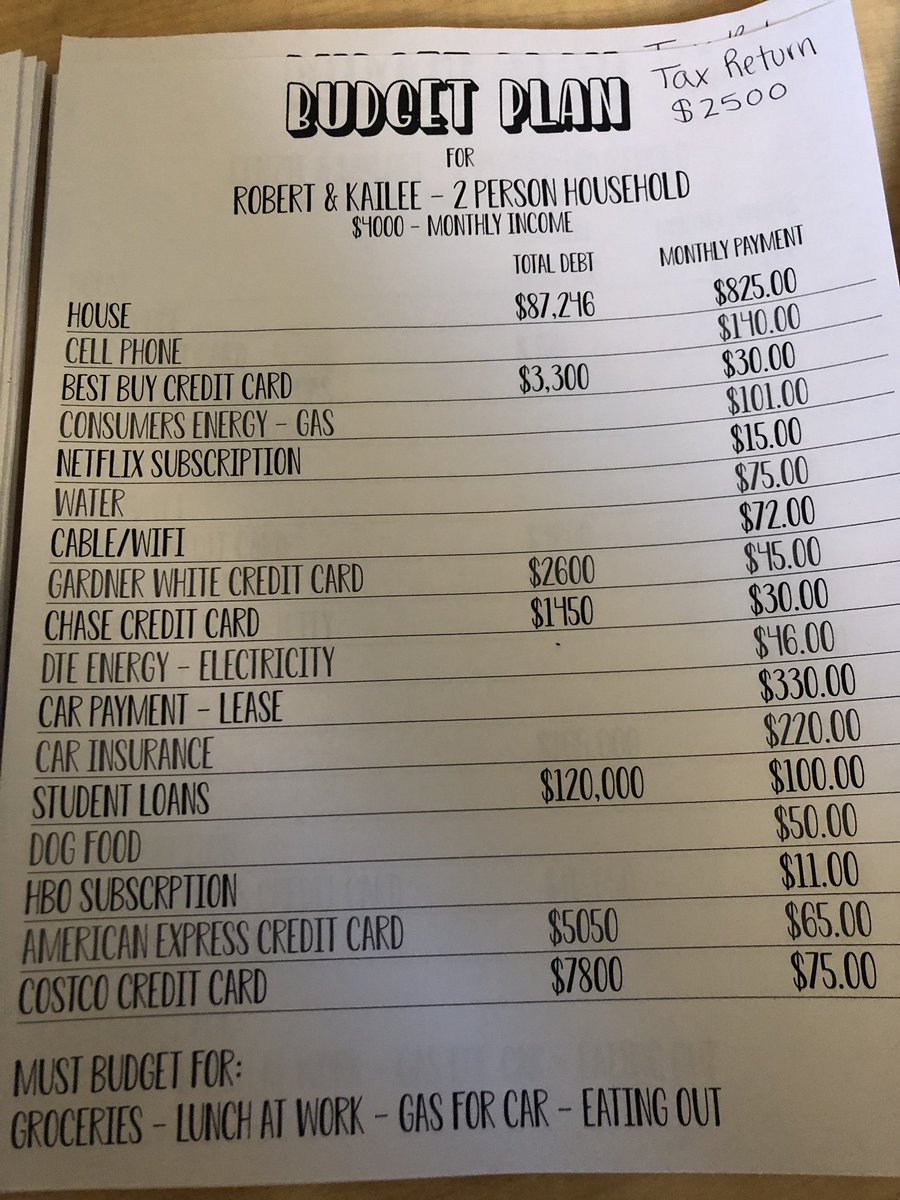 Tax Return
$2500
BUDGET PLAN
FOR
ROBERT & KAILEE - 2 PERSON HOUSEHOLD
$4000 - MONTHLY INCOME
TOTAL DEBT MONTHLY PAYMENT
HOUSE $87,246 $825.00
CELL PHONE $140.00
BEST BUY CREDIT CARD $3,300 $30.00
CONSUMERS ENERGY - GAS $101.00
NETFLIX SUBSCRIPTION $15.00
WATER $75.00
CABLE/WIFI $72.00
GARDNER WHITE CREDIT CARD $2600 $45.00
CHASE CREDIT CARD $1450 $30.00
DTE ENERGY - ELECTRICITY $46.00
CAR PAYMENT - LEASE $330.00
CAR INSURANCE $220.00
STUDENT LOANS $120,000 $100.00
DOG FOOD $50.00
HBO SUBSCRPTION $11.00
AMERICAN EXPRESS CREDIT CARD $5050 $65.00
COSTCO CREDIT CARD $7800 $75.00
MUST BUDGET FOR:
GROCERIES - LUNCH AT WORK - GAS FOR CAR - EATING OUT